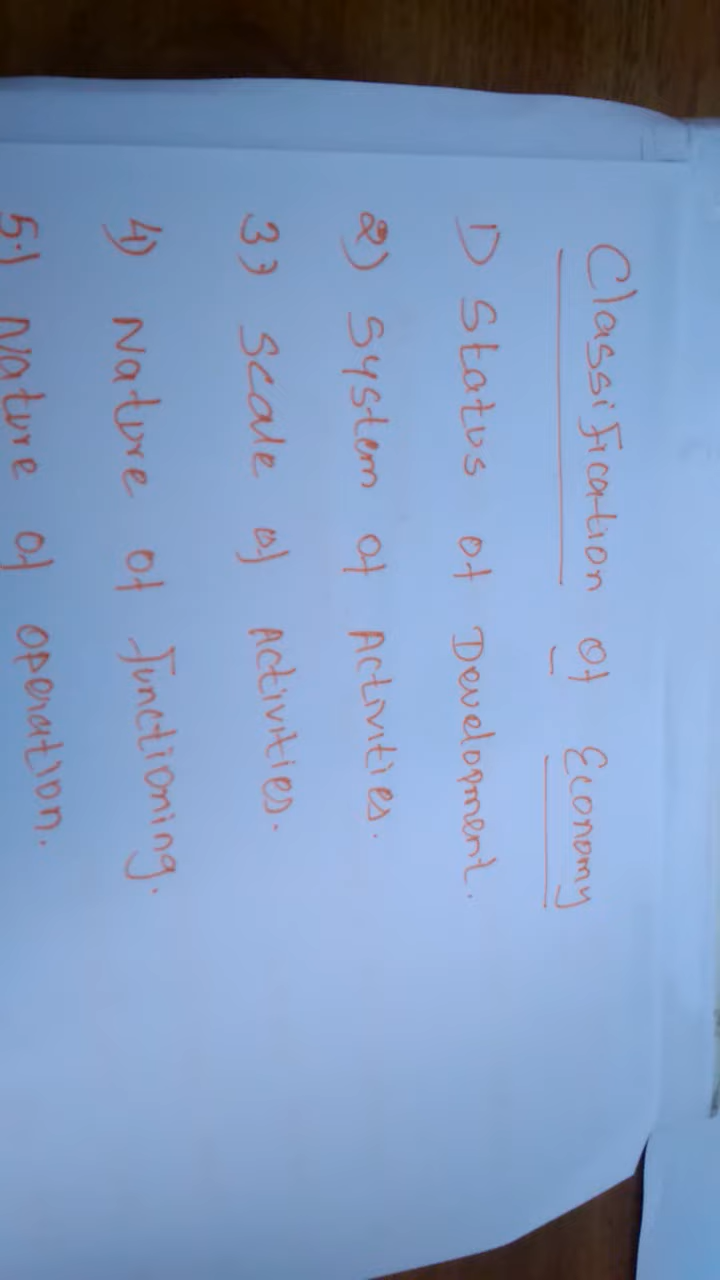 Classification of Economy
1) Status of Development.
2) System of Activities.
3) Scale of Activities.
4) Nature of functioning.
5.) Nature of operation.